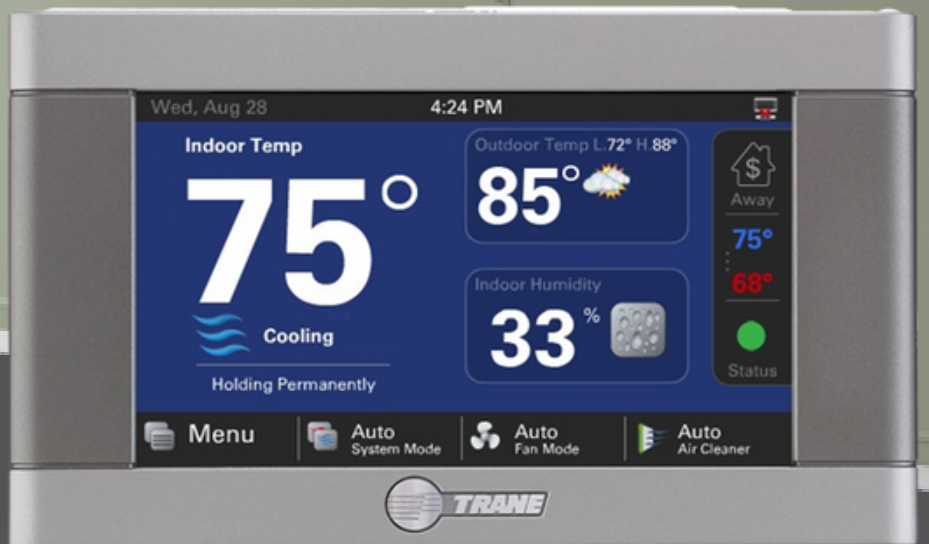 Wed, Aug 28
4:24 PM
Indoor Temp
75°
Cooling
Holding Permanently
Outdoor Temp L.72° H.88°
85°
Indoor Humidity
33%
$
Away
75°
68°
Status
Menu
Auto
System Mode
Auto
Fan Mode
Auto
Air Cleaner
TRANE